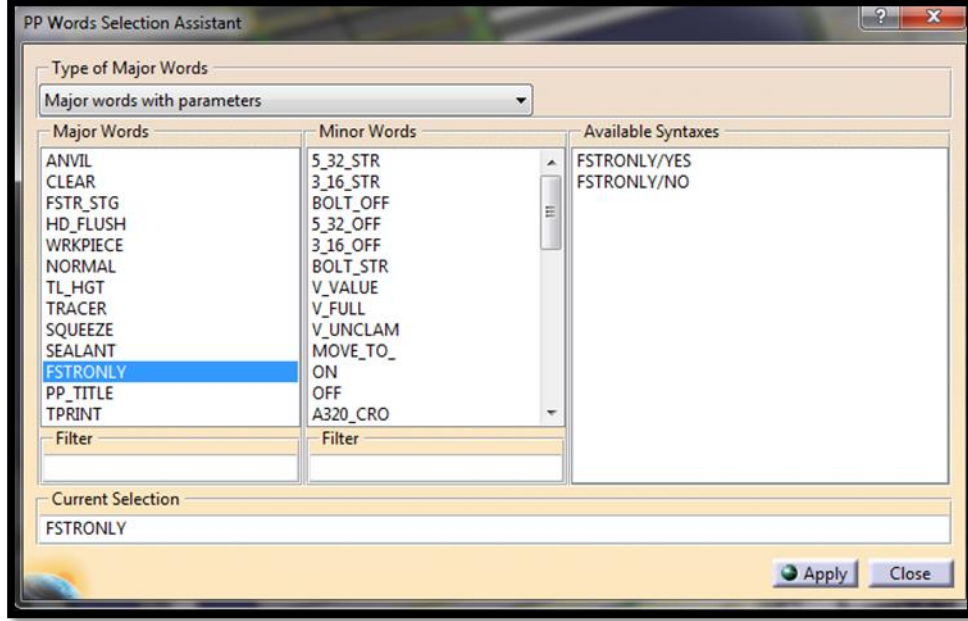 PP Words Selection Assistant
?
X
Type of Major Words
Major words with parameters
Major Words
ANVIL
CLEAR
FSTR_STG
HD_FLUSH
WRKPIECE
NORMAL
TL_HGT
TRACER
SQUEEZE
SEALANT
FSTRONLY
PP_TITLE
TPRINT
Filter
Minor Words
5_32_STR
3_16_STR
BOLT_OFF
5_32_OFF
3_16_OFF
BOLT_STR
V_VALUE
V_FULL
V_UNCLAM
MOVE_TO_
ON
OFF
A320_CRO
Filter
Available Syntaxes
FSTRONLY/YES
FSTRONLY/NO
Current Selection
FSTRONLY
Apply
Close